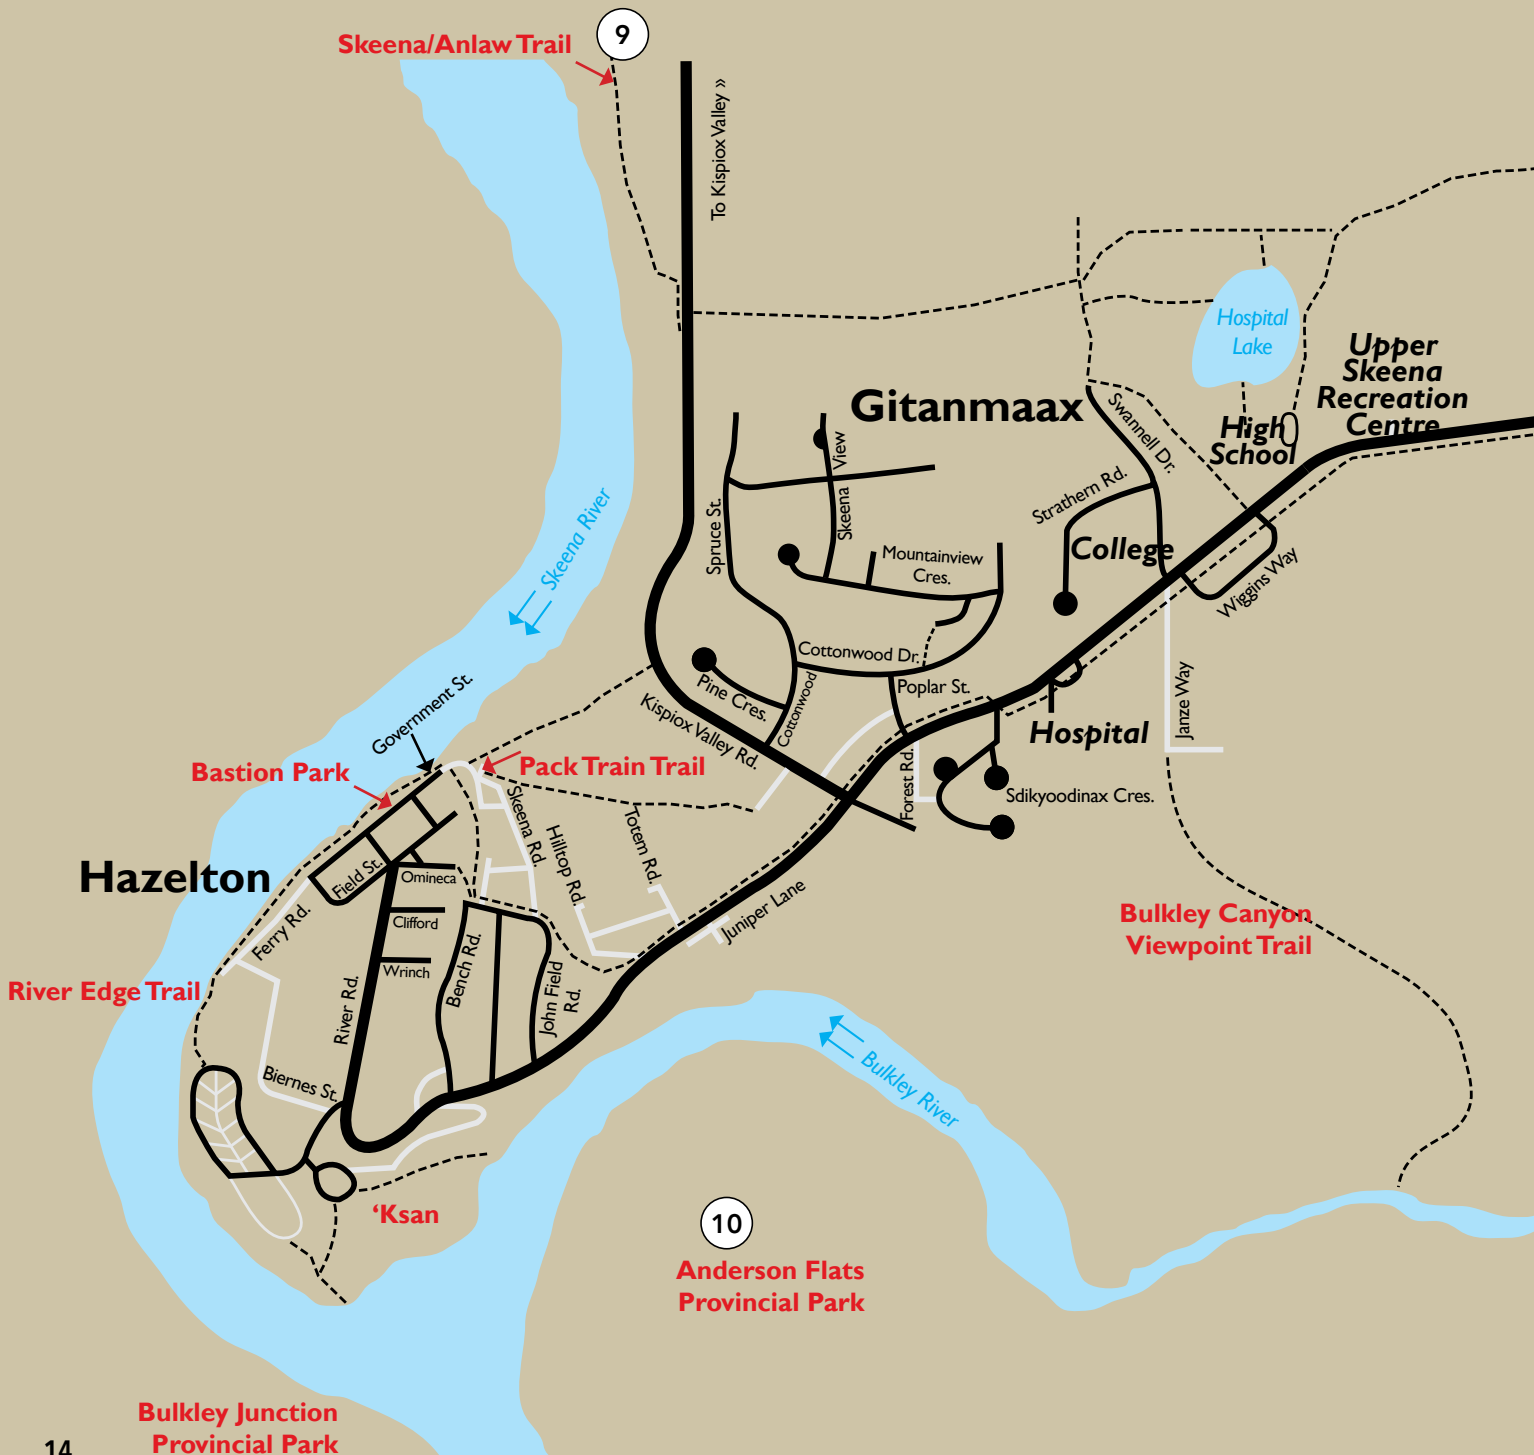 9
Skeena/Anlaw Trail
To Kispiox Valley »
Hospital
Lake
Upper
Skeena
Recreation
Centre
Gitanmaax
Swannell Dr.
High
School
Skeena View
Strathern Rd.
Spruce St.
Skeena River
College
Mountainview
Cres.
Wiggins Way
Cottonwood Dr.
Pine Cres.
Cottonwood
Poplar St.
Janze Way
Government St.
Kispiox Valley Rd.
Hospital
Bastion Park
Pack Train Trail
Forest Rd.
Sdikyoodinax Cres.
Skeena Rd.
Hilltop Rd.
Totem Rd.
Hazelton
Field St.
Omineca
Juniper Lane
Clifford
Ferry Rd.
Bulkley Canyon
Viewpoint Trail
Wrinch
Bench Rd.
River Edge Trail
River Rd.
John Field
Rd.
Biernes St.
Bulkley River
'Ksan
10
Anderson Flats
Provincial Park
Bulkley Junction
Provincial Park
14